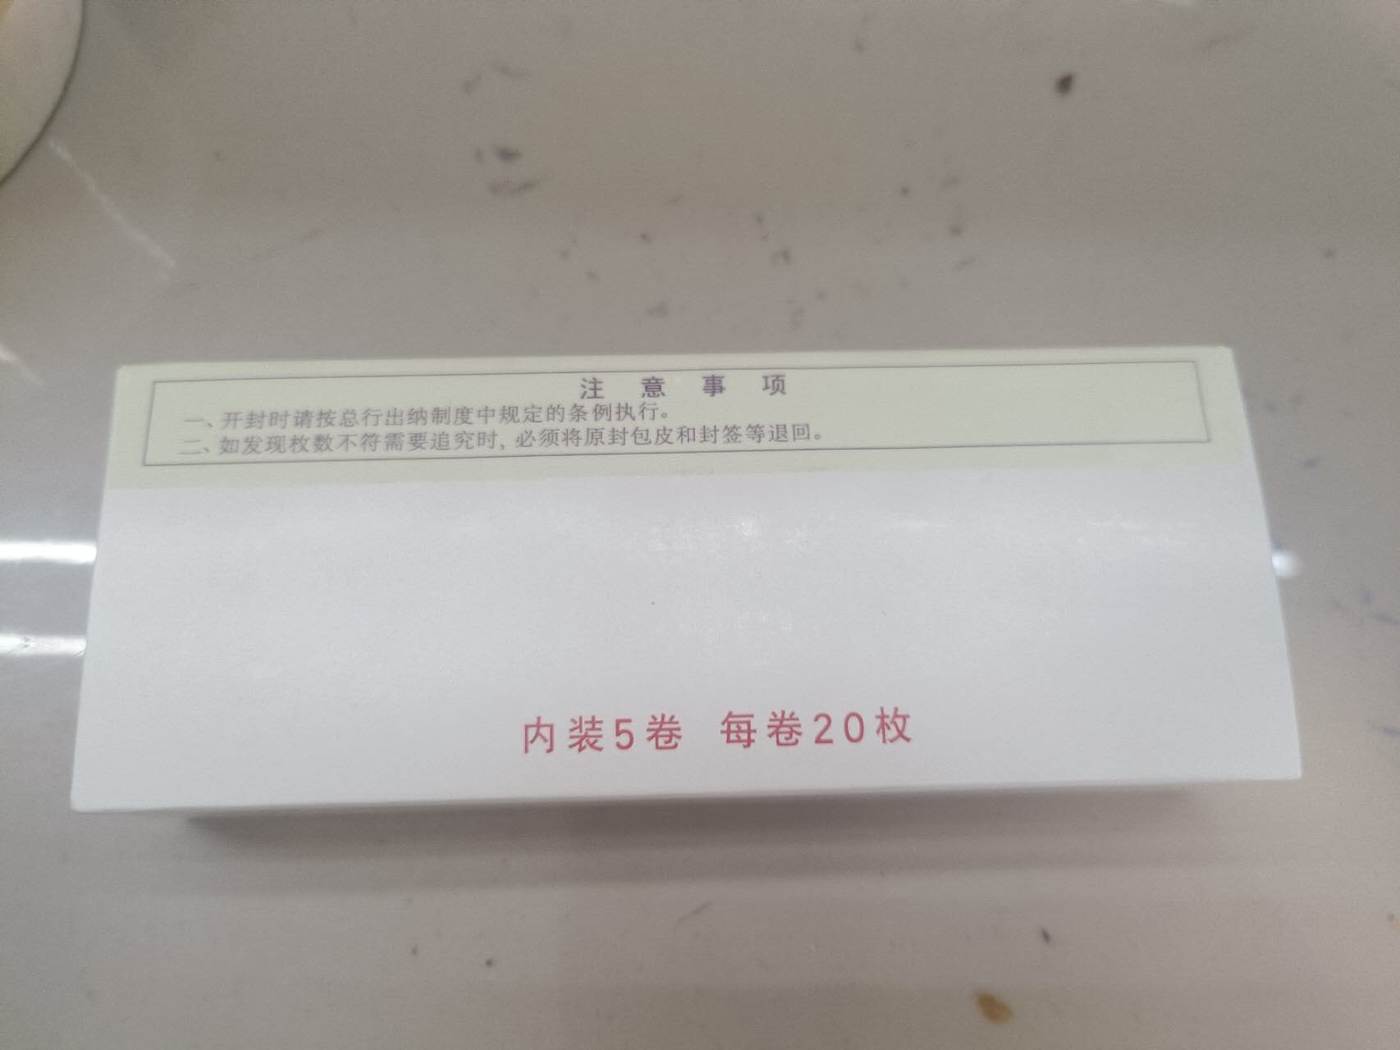 注意事项
一、开封时请按总行出纳制度中规定的条例执行。
二、如发现枚数不符需要追究时,必须将原封包皮和封签等退回。
内装5卷 每卷20枚